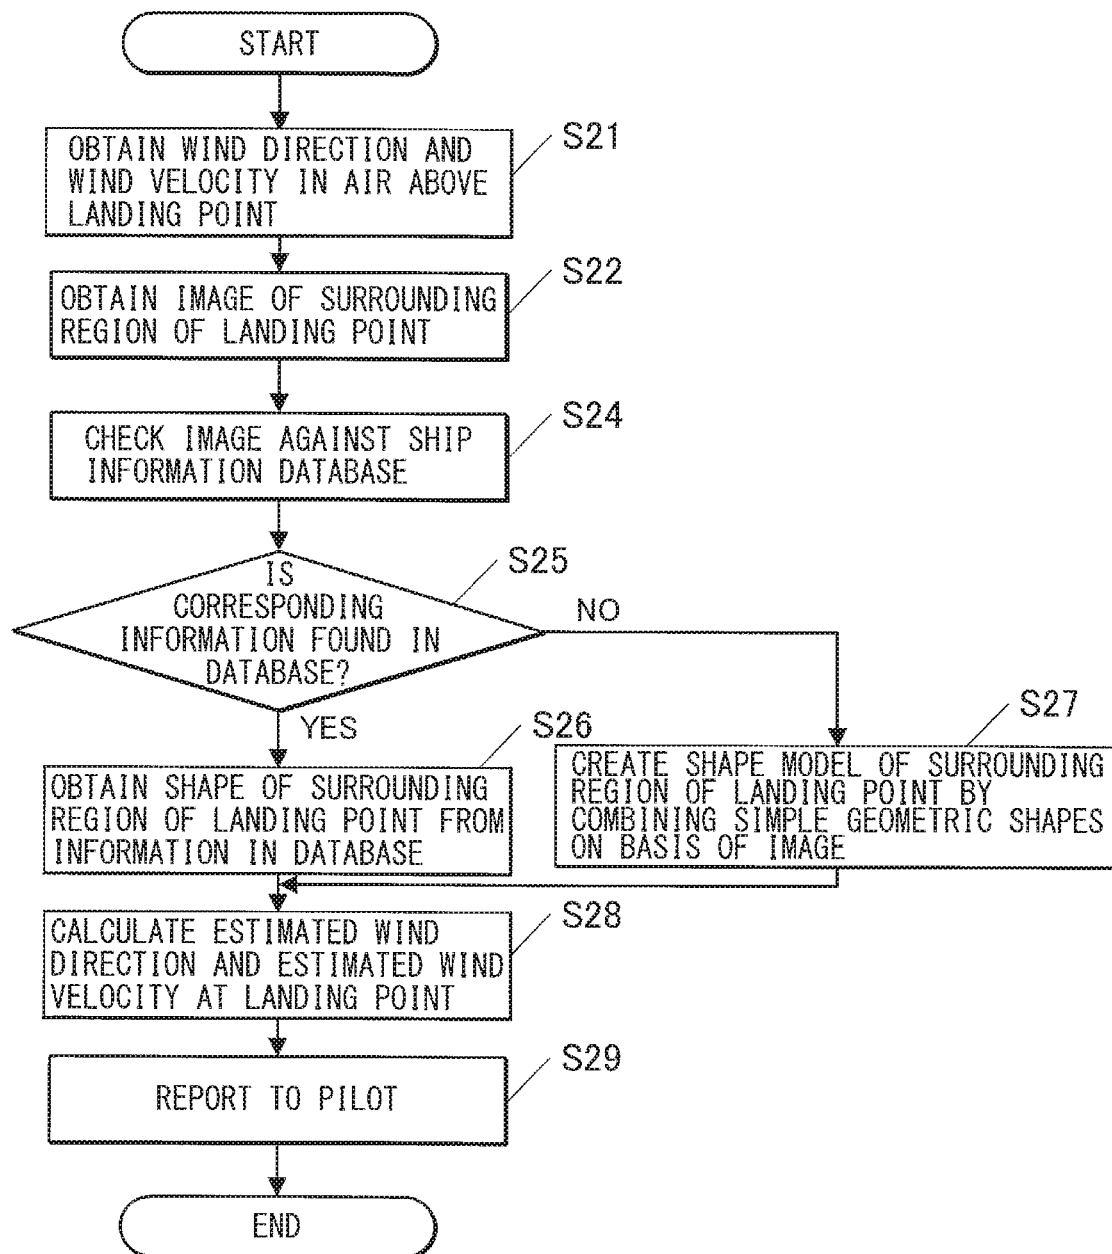 START
S21
OBTAIN WIND DIRECTION AND
WIND VELOCITY IN AIR ABOVE
LANDING POINT
S22
OBTAIN IMAGE OF SURROUNDING
REGION OF LANDING POINT
S24
CHECK IMAGE AGAINST SHIP
INFORMATION DATABASE
S25
IS
CORRESPONDING
INFORMATION FOUND IN
DATABASE?
NO
YES
S26
OBTAIN SHAPE OF SURROUNDING
REGION OF LANDING POINT FROM
INFORMATION IN DATABASE
S27
CREATE SHAPE MODEL OF SURROUNDING
REGION OF LANDING POINT BY
COMBINING SIMPLE GEOMETRIC SHAPES
ON BASIS OF IMAGE
S28
CALCULATE ESTIMATED WIND
DIRECTION AND ESTIMATED WIND
VELOCITY AT LANDING POINT
S29
REPORT TO PILOT
END